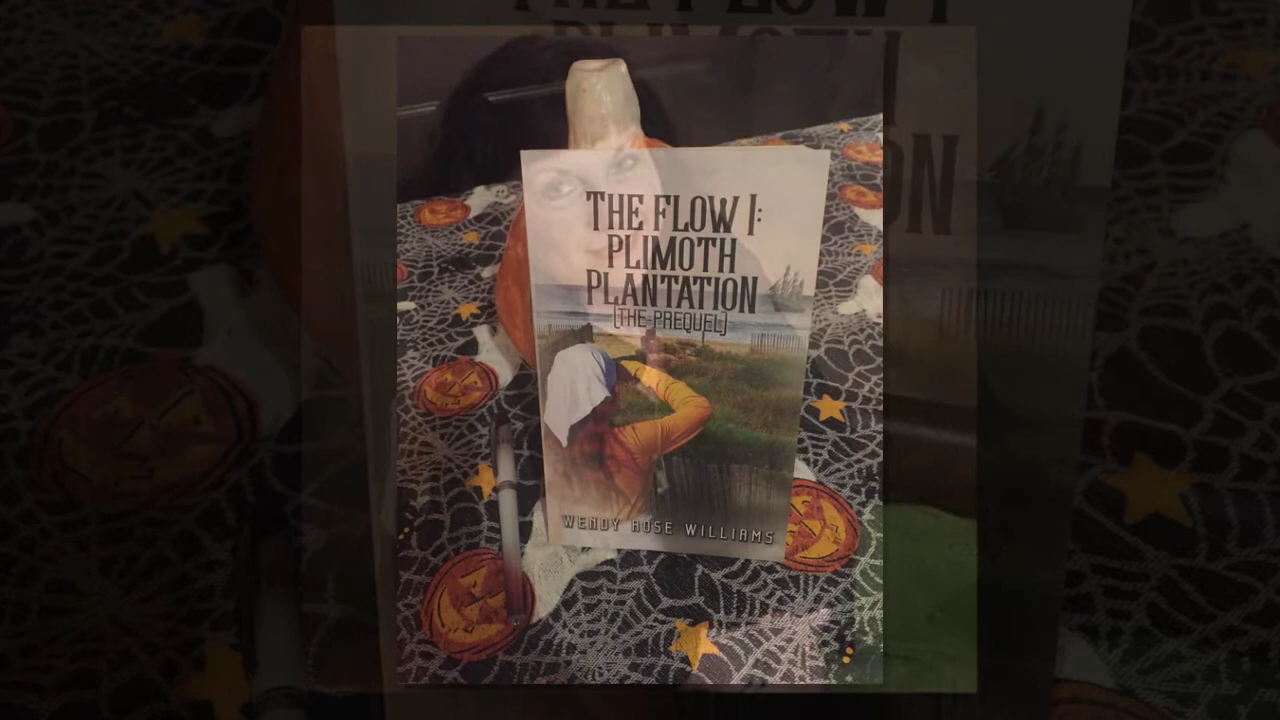 THE FLOW I:
PLIMOTH
PLANTATION
(THE PREQUEL)
WENDY ROSE WILLIAMS